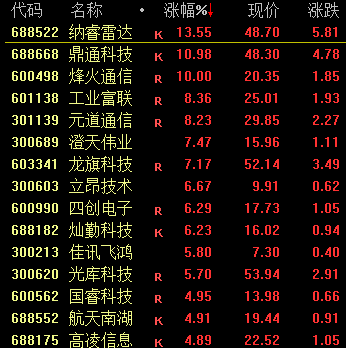 代码 名称 • 涨幅%↓ 现价 涨跌
688522 纳睿雷达 K 13.55 48.70 5.81
688668 鼎通科技 K 10.98 48.30 4.78
600498 烽火通信 R 10.00 20.35 1.85
601138 工业富联 R 8.36 25.01 1.93
301139 元道通信 R 8.23 29.85 2.27
300689 澄天伟业 7.47 15.96 1.11
603341 龙旗科技 R 7.17 52.14 3.49
300603 立昂技术 6.67 9.91 0.62
600990 四创电子 R 6.29 17.73 1.05
688182 灿勤科技 K 6.23 16.02 0.94
300213 佳讯飞鸿 5.80 7.30 0.40
300620 光库科技 R 5.70 53.94 2.91
600562 国睿科技 R 4.95 13.98 0.66
688552 航天南湖 K 4.91 19.44 0.91
688175 高凌信息 K 4.89 22.52 1.05